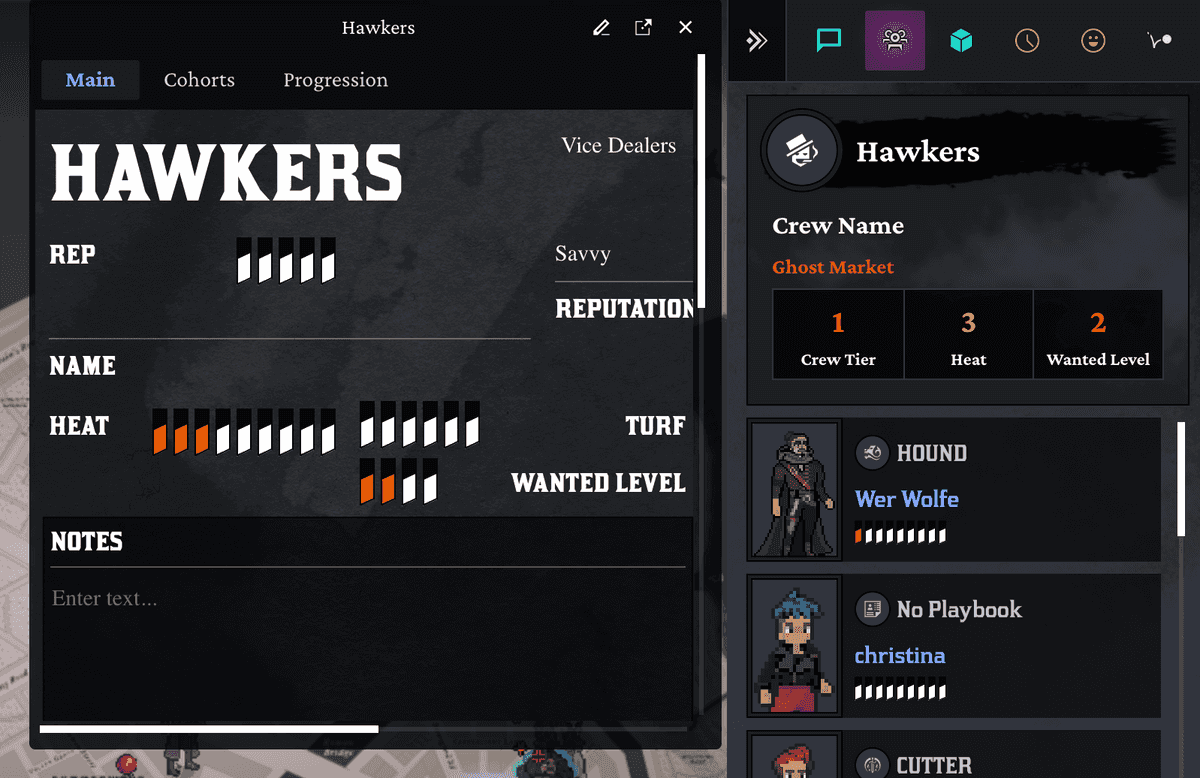 Hawkers
Main
Cohorts
Progression
HAWKERS
Vice Dealers
REP
Savvy
REPUTATION
NAME
HEAT
TURF
WANTED LEVEL
NOTES
Enter text...
Hawkers
Crew Name
Ghost Market
1
Crew Tier
3
Heat
2
Wanted Level
HOUND
Wer Wolfe
No Playbook
christina
CUTTER